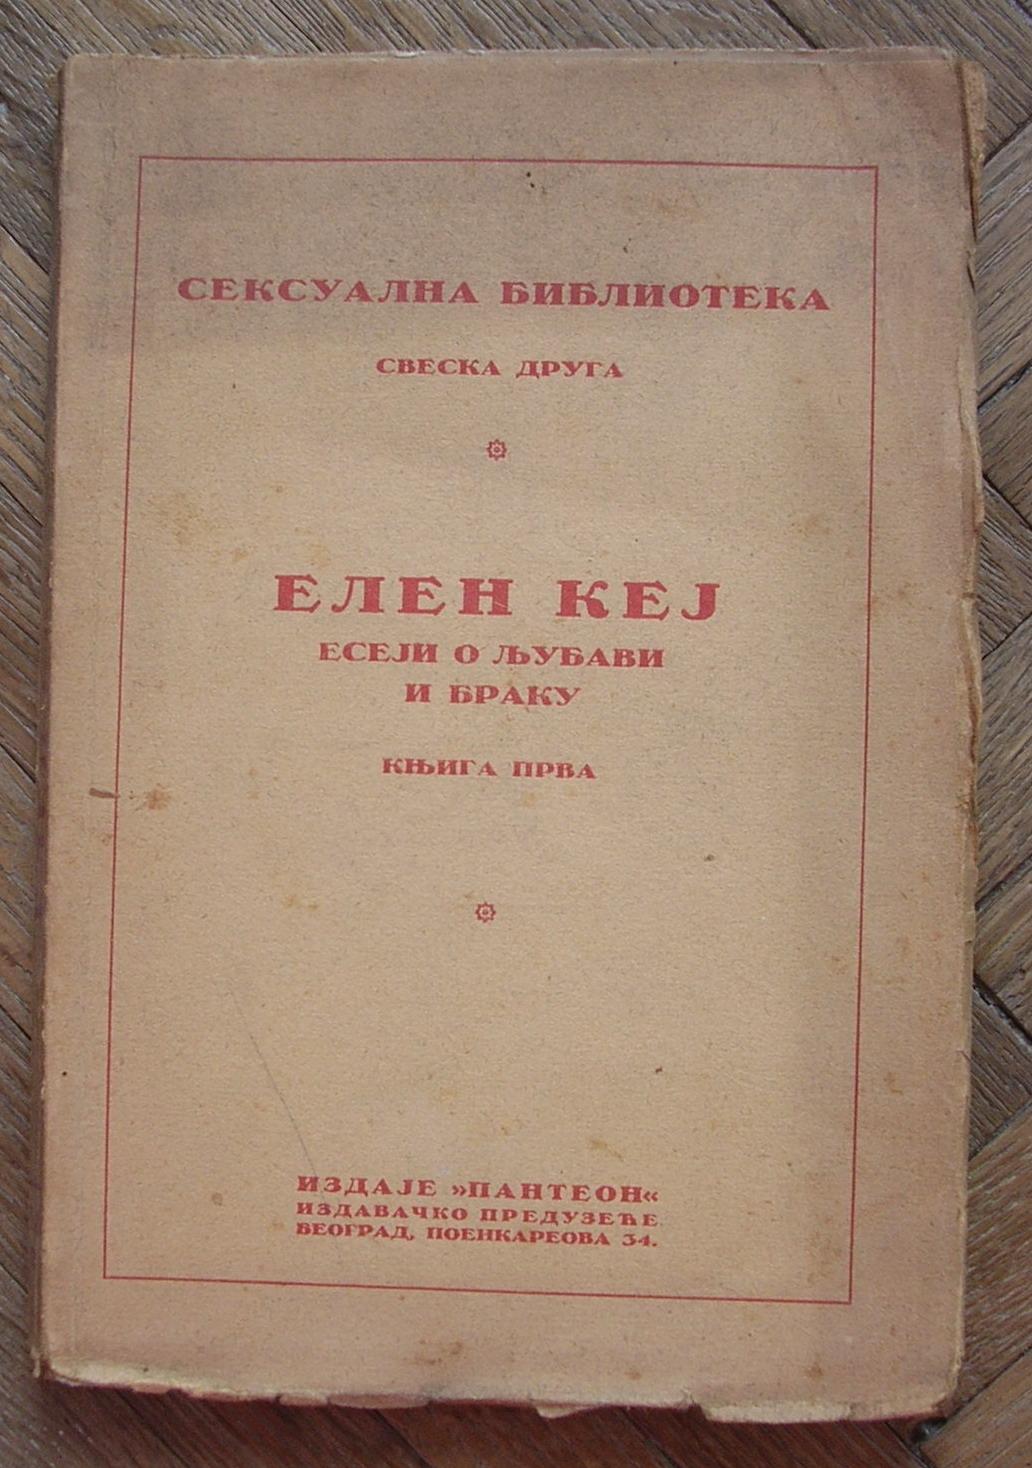 СЕКСУАЛНА БИБЛИОТЕКА
СВЕСКА ДРУГА
ЕЛЕН КЕЈ
ЕСЕЈИ О ЉУБАВИ
И БРАКУ
КЊИГА ПРВА
ИЗДАЈЕ »ПАНТЕОН«
ИЗДАВАЧКО ПРЕДУЗЕЋЕ
БЕОГРАД, ПОЕНКАРЕОВА 34.